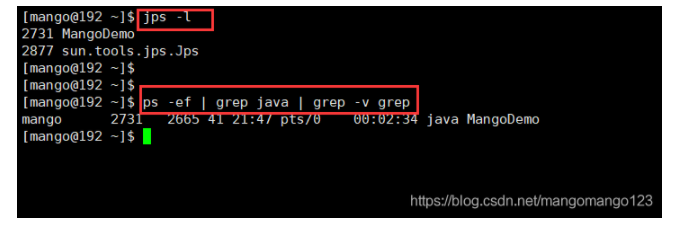 [mango@192 ~]$ jps -l
2731 MangoDemo
2877 sun.tools.jps.Jps
[mango@192 ~]$
[mango@192 ~]$
[mango@192 ~]$ ps -ef | grep java | grep -v grep
mango 2731 2665 41 21:47 pts/0 00:02:34 java MangoDemo
[mango@192 ~]$
https://blog.csdn.net/mangomango123